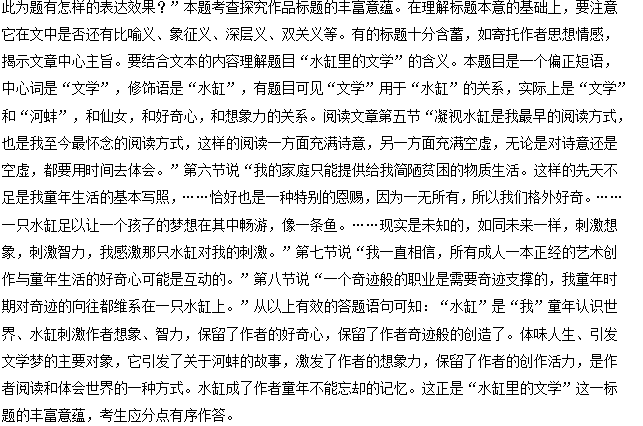 此为题有怎样的表达效果？”本题考查探究作品标题的丰富意蕴。在理解标题本意的基础上，要注意
它在文中是否还有比喻义、象征义、深层义、双关义等。有的标题十分含蓄，如寄托作者思想情感，
揭示文章中心主旨。要结合文本的内容理解题目“水缸里的文学”的含义。本题目是一个偏正短语，
中心词是“文学”，修饰语是“水缸”，有题目可见“文学”用于“水缸”的关系，实际上是“文学”
和“河蚌”，和仙女，和好奇心，和想象力的关系。阅读文章第五节“凝视水缸是我最早的阅读方式，
也是我至今最怀念的阅读方式，这样的阅读一方面充满诗意，另一方面充满空虚，无论是对诗意还是
空虚，都要用时间去体会。”第六节说“我的家庭只能提供给我简陋贫困的物质生活。这样的先天不
足是我童年生活的基本写照，……恰好也是一种特别的恩赐，因为一无所有，所以我们格外好奇。……
一只水缸足以让一个孩子的梦想在其中畅游，像一条鱼。……现实是未知的，如同未来一样，刺激想
象，刺激智力，我感激那只水缸对我的刺激。”第七节说“我一直相信，所有成人一本正经的艺术创
作与童年生活的好奇心可能是互动的。”第八节说“一个奇迹般的职业是需要奇迹支撑的，我童年时
期对奇迹的向往都维系在一只水缸上。”从以上有效的答题语句可知：“水缸”是“我”童年认识世
界、水缸刺激作者想象、智力，保留了作者的好奇心，保留了作者奇迹般的创造了。体味人生、引发
文学梦的主要对象，它引发了关于河蚌的故事，激发了作者的想象力，保留了作者的创作活力，是作
者阅读和体会世界的一种方式。水缸成了作者童年不能忘却的记忆。这正是“水缸里的文学”这一标
题的丰富意蕴，考生应分点有序作答。